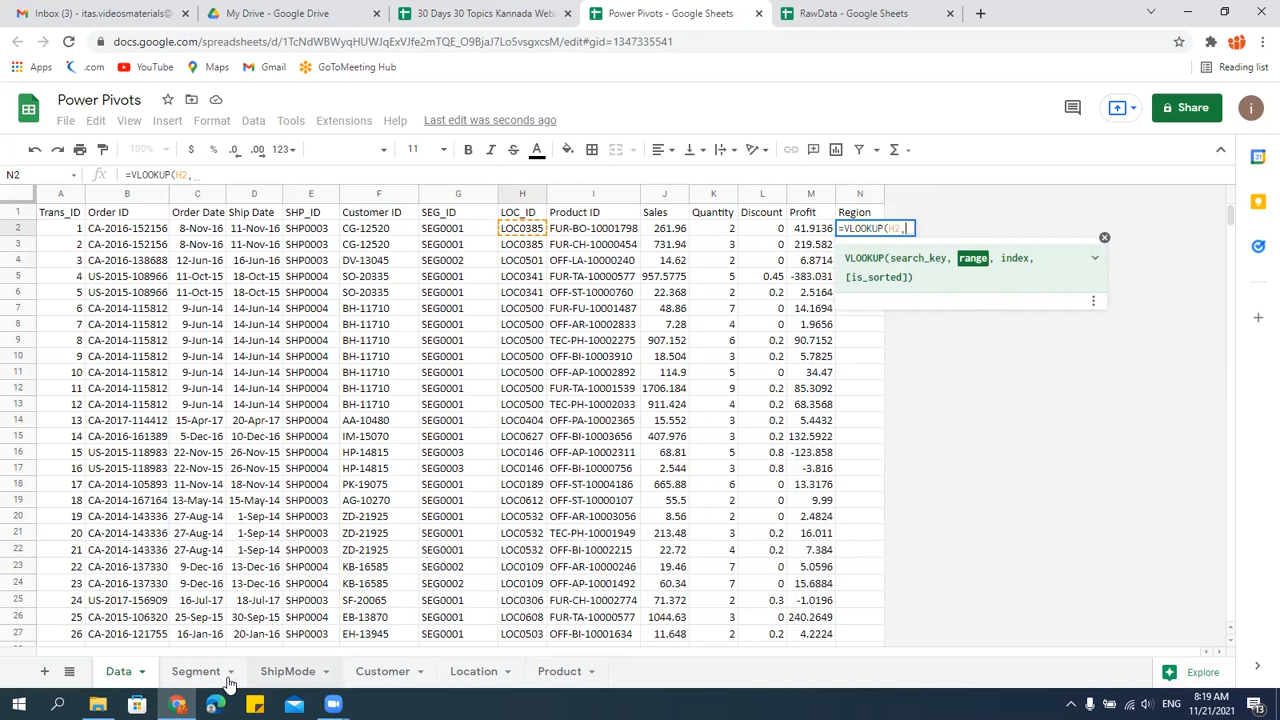 Inbox (1) - its.videosmaterials@
My Drive - Google Drive
30 Days 30 Topics Kannada Web
Power Pivots - Google Sheets
RawData - Google Sheets
docs.google.com/spreadsheets/d/1TcNdWBWyqHUWJqExVJfe2mTQE_O9BjaJ7Lo5vsgxcsM/edit#gid=1347335541
Apps .com YouTube Maps Gmail GoToMeeting Hub Reading list
Power Pivots
File Edit View Insert Format Data Tools Extensions Help Last edit was seconds ago
Share i
100% $ % .0 .00 123 11 B I S A
N2 fx =VLOOKUP(H2,
A B C D E F G H I J K L M N
1 Trans_ID Order ID Order Date Ship Date SHP_ID Customer ID SEG_ID LOC_ID Product ID Sales Quantity Discount Profit Region
2 1 CA-2016-152156 8-Nov-16 11-Nov-16 SHP0003 CG-12520 SEG0001 LOC0385 FUR-BO-10001798 261.96 2 0 41.9136 =VLOOKUP(H2,
3 2 CA-2016-152156 8-Nov-16 11-Nov-16 SHP0003 CG-12520 SEG0001 LOC0385 FUR-CH-10000454 731.94 3 0 219.582
4 3 CA-2016-138688 12-Jun-16 16-Jun-16 SHP0003 DV-13045 SEG0002 LOC0501 OFF-LA-10000240 14.62 2 0 6.8714
5 4 US-2015-108966 11-Oct-15 18-Oct-15 SHP0004 SO-20335 SEG0001 LOC0341 FUR-TA-10000577 957.5775 5 0.45 -383.031
6 5 US-2015-108966 11-Oct-15 18-Oct-15 SHP0004 SO-20335 SEG0001 LOC0341 OFF-ST-10000760 22.368 2 0.2 2.5164
7 6 CA-2014-115812 9-Jun-14 14-Jun-14 SHP0004 BH-11710 SEG0001 LOC0500 FUR-FU-10001487 48.86 7 0 14.1694
8 7 CA-2014-115812 9-Jun-14 14-Jun-14 SHP0004 BH-11710 SEG0001 LOC0500 OFF-AR-10002833 7.28 4 0 1.9656
9 8 CA-2014-115812 9-Jun-14 14-Jun-14 SHP0004 BH-11710 SEG0001 LOC0500 TEC-PH-10002275 907.152 6 0.2 90.7152
10 9 CA-2014-115812 9-Jun-14 14-Jun-14 SHP0004 BH-11710 SEG0001 LOC0500 OFF-BI-10003910 18.504 3 0.2 5.7825
11 10 CA-2014-115812 9-Jun-14 14-Jun-14 SHP0004 BH-11710 SEG0001 LOC0500 OFF-AP-10002892 114.9 5 0 34.47
12 11 CA-2014-115812 9-Jun-14 14-Jun-14 SHP0004 BH-11710 SEG0001 LOC0500 FUR-TA-10001539 1706.184 9 0.2 85.3092
13 12 CA-2014-115812 9-Jun-14 14-Jun-14 SHP0004 BH-11710 SEG0001 LOC0500 TEC-PH-10002033 911.424 4 0.2 68.3568
14 13 CA-2017-114412 15-Apr-17 20-Apr-17 SHP0004 AA-10480 SEG0001 LOC0404 OFF-PA-10002365 15.552 3 0.2 5.4432
15 14 CA-2016-161389 5-Dec-16 10-Dec-16 SHP0004 IM-15070 SEG0001 LOC0627 OFF-BI-10003656 407.976 3 0.2 132.5922
16 15 US-2015-118983 22-Nov-15 26-Nov-15 SHP0004 HP-14815 SEG0003 LOC0146 OFF-AP-10002311 68.81 5 0.8 -123.858
17 16 US-2015-118983 22-Nov-15 26-Nov-15 SHP0004 HP-14815 SEG0003 LOC0146 OFF-BI-10000756 2.544 3 0.8 -3.816
18 17 CA-2014-105893 11-Nov-14 18-Nov-14 SHP0004 PK-19075 SEG0001 LOC0300 OFF-ST-10004186 665.88 6 0 13.3176
19 18 CA-2014-167164 13-May-14 15-May-14 SHP0003 AG-10270 SEG0001 LOC0612 OFF-ST-10000107 55.5 2 0 9.99
20 19 CA-2014-143336 27-Aug-14 1-Sep-14 SHP0003 ZD-21925 SEG0001 LOC0532 OFF-AR-10003056 8.56 2 0 2.4824
21 20 CA-2014-143336 27-Aug-14 1-Sep-14 SHP0003 ZD-21925 SEG0001 LOC0532 TEC-PH-10001949 213.48 3 0.2 16.011
22 21 CA-2014-143336 27-Aug-14 1-Sep-14 SHP0003 ZD-21925 SEG0001 LOC0532 OFF-BI-10002215 22.72 4 0.2 7.384
23 22 CA-2016-137330 9-Dec-16 13-Dec-16 SHP0004 KB-16585 SEG0002 LOC0109 OFF-AR-10000246 19.46 7 0 5.0596
24 23 CA-2016-137330 9-Dec-16 13-Dec-16 SHP0004 KB-16585 SEG0002 LOC0109 OFF-AP-10001492 60.34 7 0 15.6884
25 24 US-2017-156909 16-Jul-17 18-Jul-17 SHP0003 SF-20065 SEG0001 LOC0306 FUR-CH-10002774 71.372 2 0.3 -1.0196
26 25 CA-2015-106320 25-Sep-15 30-Sep-15 SHP0004 EB-13870 SEG0001 LOC0608 FUR-TA-10000577 1044.63 3 0 240.2649
27 26 CA-2016-121755 16-Jan-16 20-Jan-16 SHP0003 EH-13945 SEG0001 LOC0503 OFF-BI-10001634 11.648 2 0.2 4.2224
VLOOKUP(search_key, range, index,
[is_sorted])
Data Segment ShipMode Customer Location Product Explore
ENG 8:19 AM
11/21/2021 13